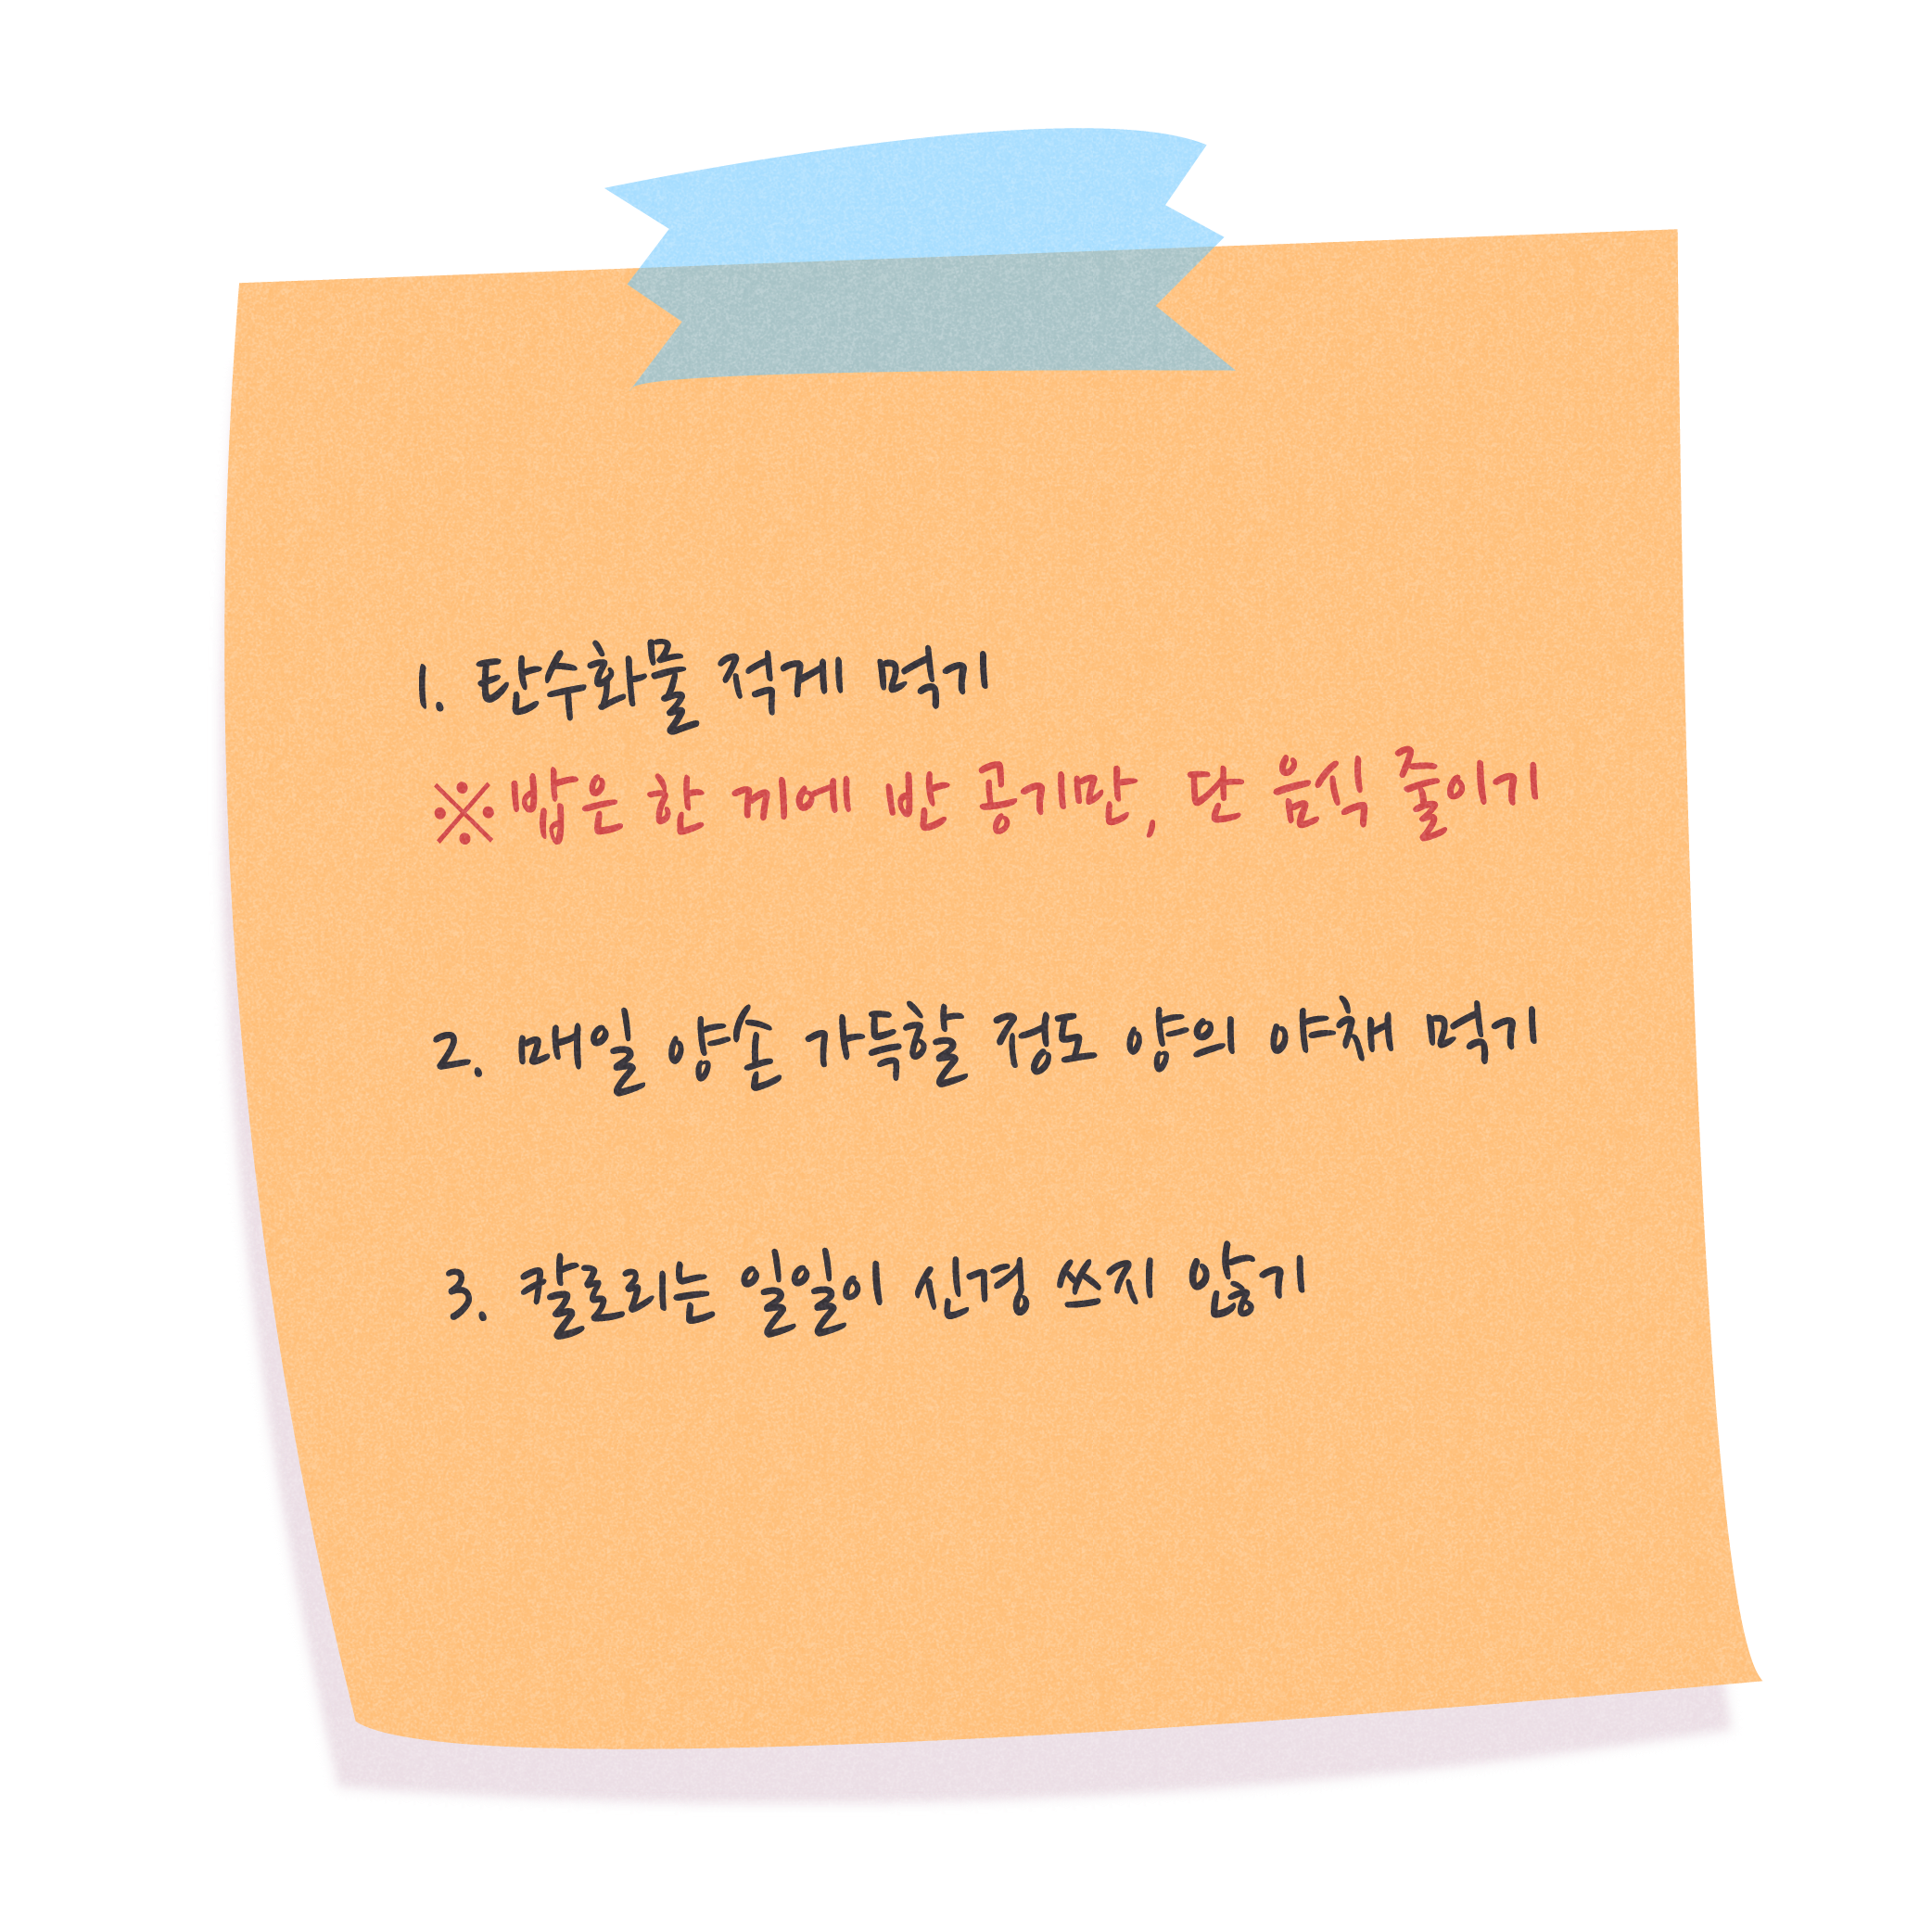 1. 탄수화물 적게 먹기
※밥은 한 끼에 반 공기만, 단 음식 줄이기
2. 매일 양손 가득할 정도 양의 야채 먹기
3. 칼로리는 일일이 신경 쓰지 않기